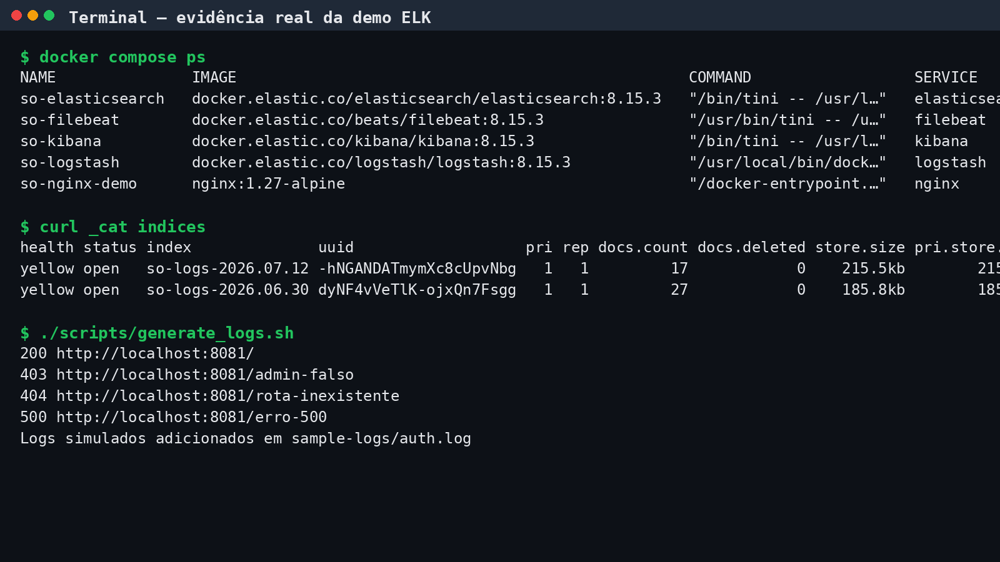 Terminal — evidência real da demo ELK
$ docker compose ps
NAME               IMAGE                                                  COMMAND                  SERVICE
so-elasticsearch   docker.elastic.co/elasticsearch/elasticsearch:8.15.3   "/bin/tini -- /usr/l…"   elasticsea
so-filebeat        docker.elastic.co/beats/filebeat:8.15.3                "/usr/bin/tini -- /u…"   filebeat
so-kibana          docker.elastic.co/kibana/kibana:8.15.3                 "/bin/tini -- /usr/l…"   kibana
so-logstash        docker.elastic.co/logstash/logstash:8.15.3             "/usr/local/bin/dock…"   logstash
so-nginx-demo      nginx:1.27-alpine                                      "/docker-entrypoint.…"   nginx
$ curl _cat indices
health status index              uuid                   pri rep docs.count docs.deleted store.size pri.store.
yellow open   so-logs-2026.07.12 -hNGANDATmymXc8cUpvNbg   1   1         17            0    215.5kb        215
yellow open   so-logs-2026.06.30 dyNF4vVeTlK-ojxQn7Fsgg   1   1         27            0    185.8kb        185
$ ./scripts/generate_logs.sh
200 http://localhost:8081/
403 http://localhost:8081/admin-falso
404 http://localhost:8081/rota-inexistente
500 http://localhost:8081/erro-500
Logs simulados adicionados em sample-logs/auth.log